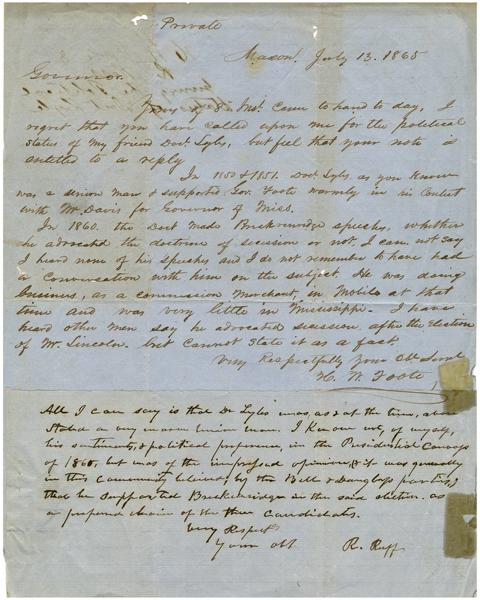 Private
Macon, July 13. 1865
Governor.
Yours of 8" Inst. Came to hand to day, I
regret that you have called upon me for the political
status of my friend Doct Lyles, but feel that your note is
entitled to a reply
In 1850 & 1851. Doct Lyles, as you Know
was a union man & supported Gov. Foote warmly in his Contest
with Mr. Davis for Governor of Miss.
In 1860. the Doct made Breckenridge speeches, whether
he advocated the doctrine of secession or not, I can not say
I heard none of his speeches and I do not remember to have had
a Conversation with him on the subject. He was doing
business, as a commission Merchant, in Mobile at that
time and was very little in Mississippi. I have
heard other men say he advocated secession after the election
of Mr. Lincoln. but cannot state it as a fact.
Very Respectfully your Obt Servt
H. W. Foote
All I can say is that Dr Lyles was, at the time, above
stated a very warm union man. I Know not, of myself,
his sentiments, & political preference, in the Presidential Canvass
of 1860, but was of the opinion, & it was generally
in this Community believed, by the Bell & Douglass parties,
that he supported Breckenridge in the said election. as
a choice of the three Candidates.
Very Respect
Your obt R. Ruff